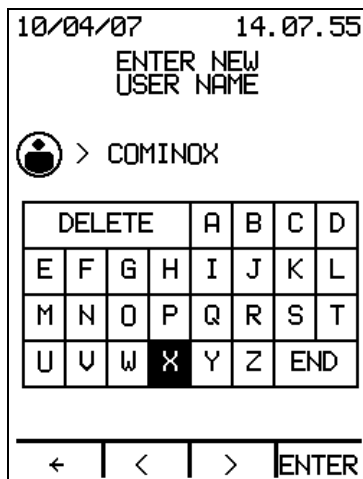 10/04/07 14.07.55
ENTER NEW
USER NAME
> COMINOX
DELETE A B C D
E F G H I J K L
M N O P Q R S T
U V W X Y Z END
← < > ENTER